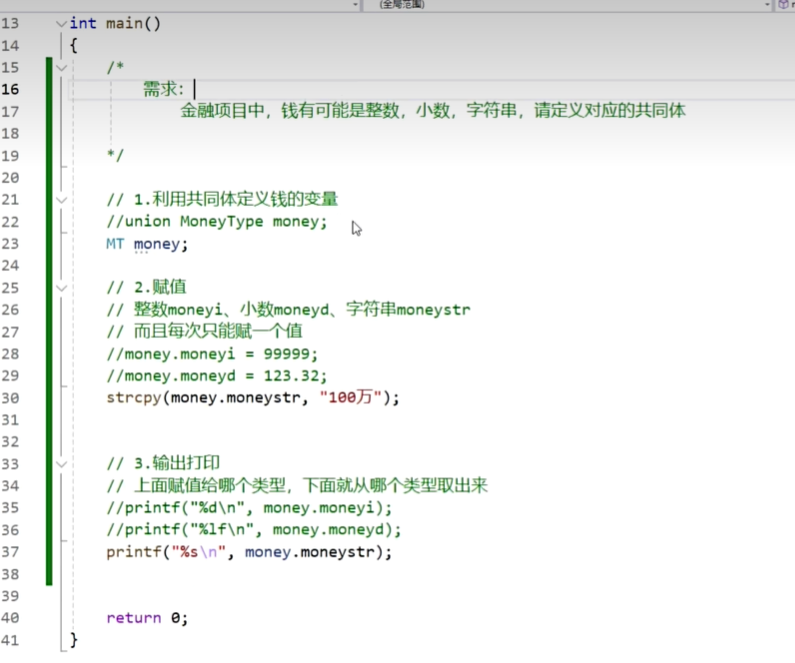 (全局范围)
13 int main()
14 {
15 /*
16 需求:
17 金融项目中, 钱有可能是整数, 小数, 字符串, 请定义对应的共同体
18
19 */
20
21 // 1.利用共同体定义钱的变量
22 //union MoneyType money;
23 MT money;
24
25 // 2.赋值
26 // 整数moneyi、小数moneyd、字符串moneystr
27 // 而且每次只能赋一个值
28 //money.moneyi = 99999;
29 //money.moneyd = 123.32;
30 strcpy(money.moneystr, "100万");
31
32
33 // 3.输出打印
34 // 上面赋值给哪个类型, 下面就从哪个类型取出来
35 //printf("%d\n", money.moneyi);
36 //printf("%lf\n", money.moneyd);
37 printf("%s\n", money.moneystr);
38
39
40 return 0;
41 }